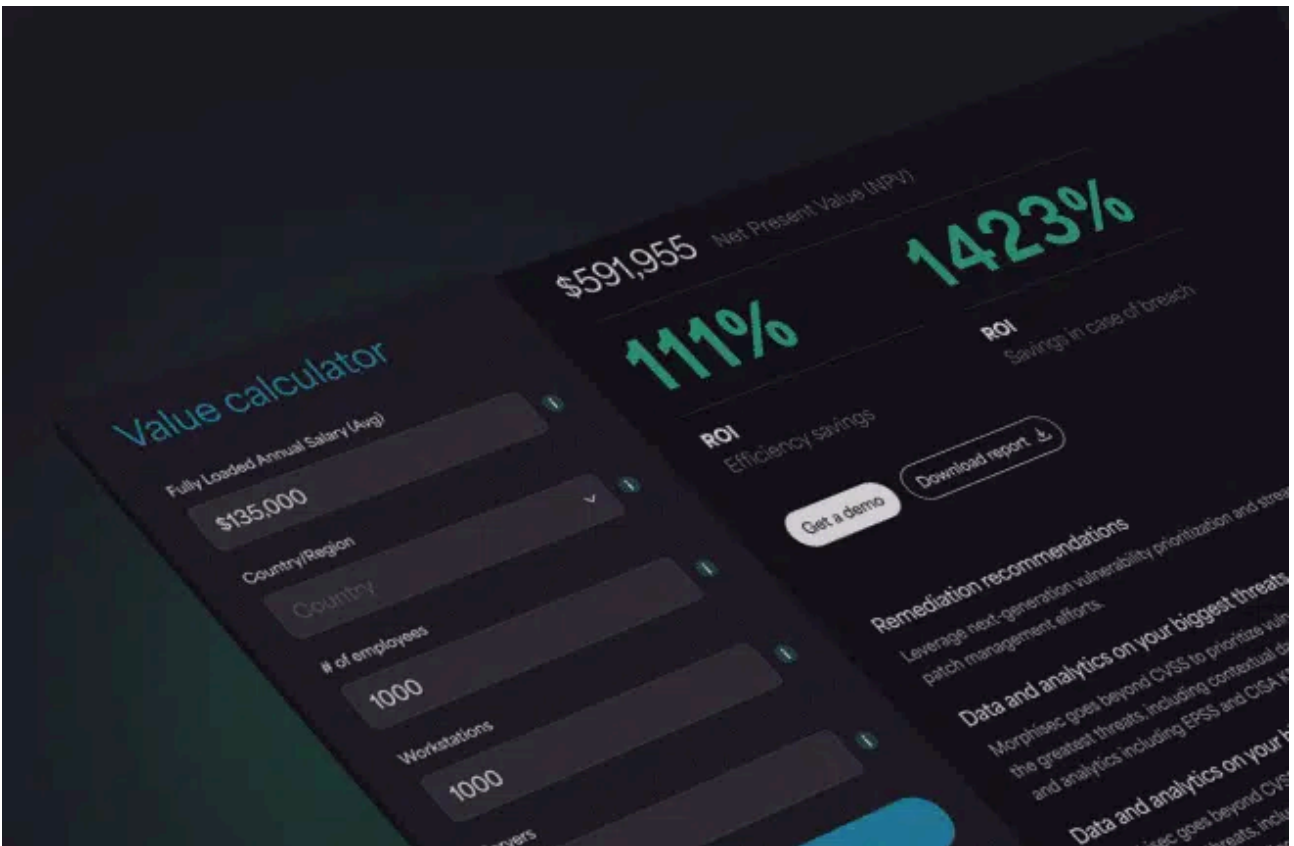 $591,955 Net Present Value (NPV)
111%
ROI
Efficiency savings
1423%
ROI
Savings in case of breach
Get a demo
Download report
Value calculator
Fully Loaded Annual Salary (Avg)
$135,000
Country/Region
Country
# of employees
1000
Workstations
1000
Remediation recommendations
Leverage next-generation vulnerability prioritization and
patch management efforts.
Data and analytics on your biggest threats
Morphisec goes beyond CVSS to prioritize
the greatest threats, including contextual
and analytics including EPSS and CISA
Data and analytics on your
goes beyond